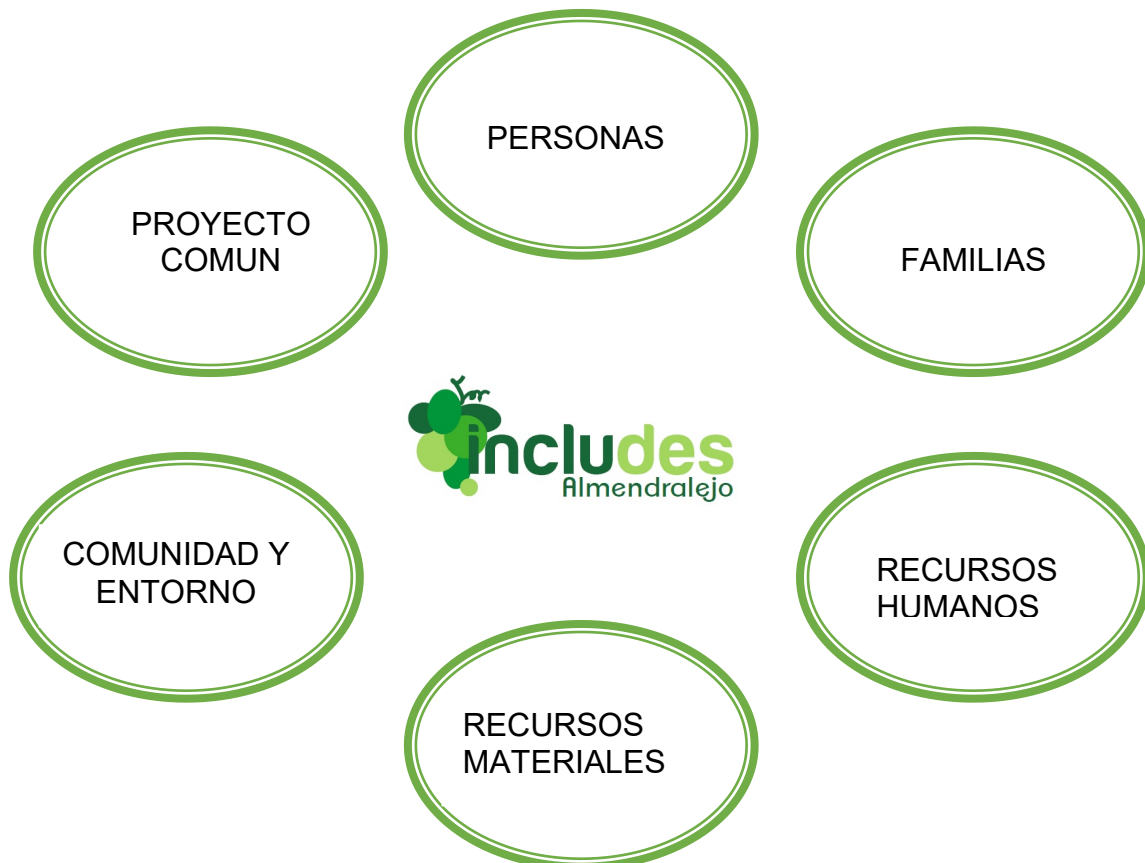 PERSONAS
PROYECTO
COMUN
FAMILIAS
includes
Almendralejo
COMUNIDAD Y
ENTORNO
RECURSOS
HUMANOS
RECURSOS
MATERIALES